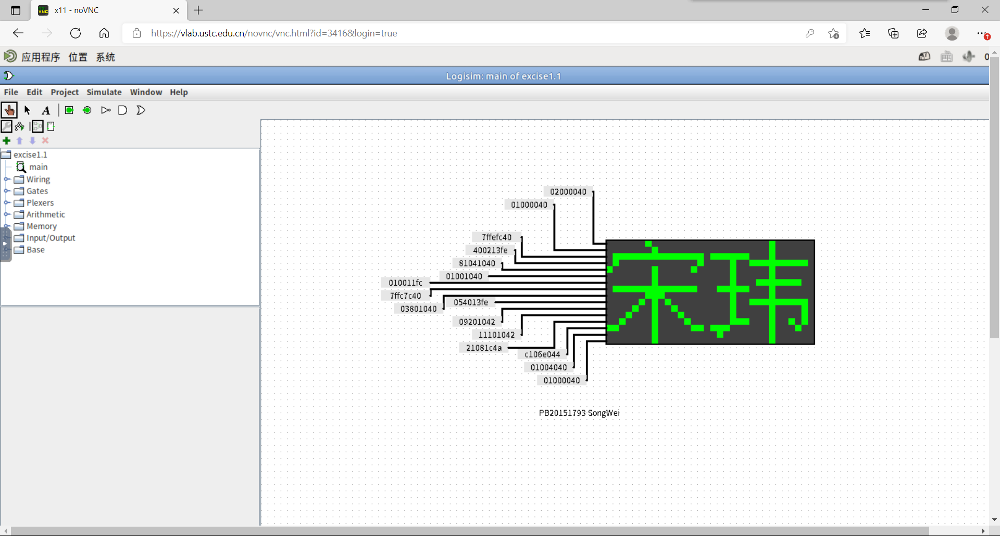 x11 - noVNC
https://vlab.ustc.edu.cn/novnc/vnc.html?id=3416&login=true
应用程序 位置 系统 0
Logisim: main of excise1.1
File Edit Project Simulate Window Help
excise1.1
main
Wiring
Gates
Plexers
Arithmetic
Memory
Input/Output
Base
02000040
01000040
7ffefc40
400213fe
81041040
01001040
010011fc
7ffc7c40
054013fe
03801040
09201042
11101042
21081c4a
c106e044
01004040
01000040
宋玮
PB20151793 SongWei